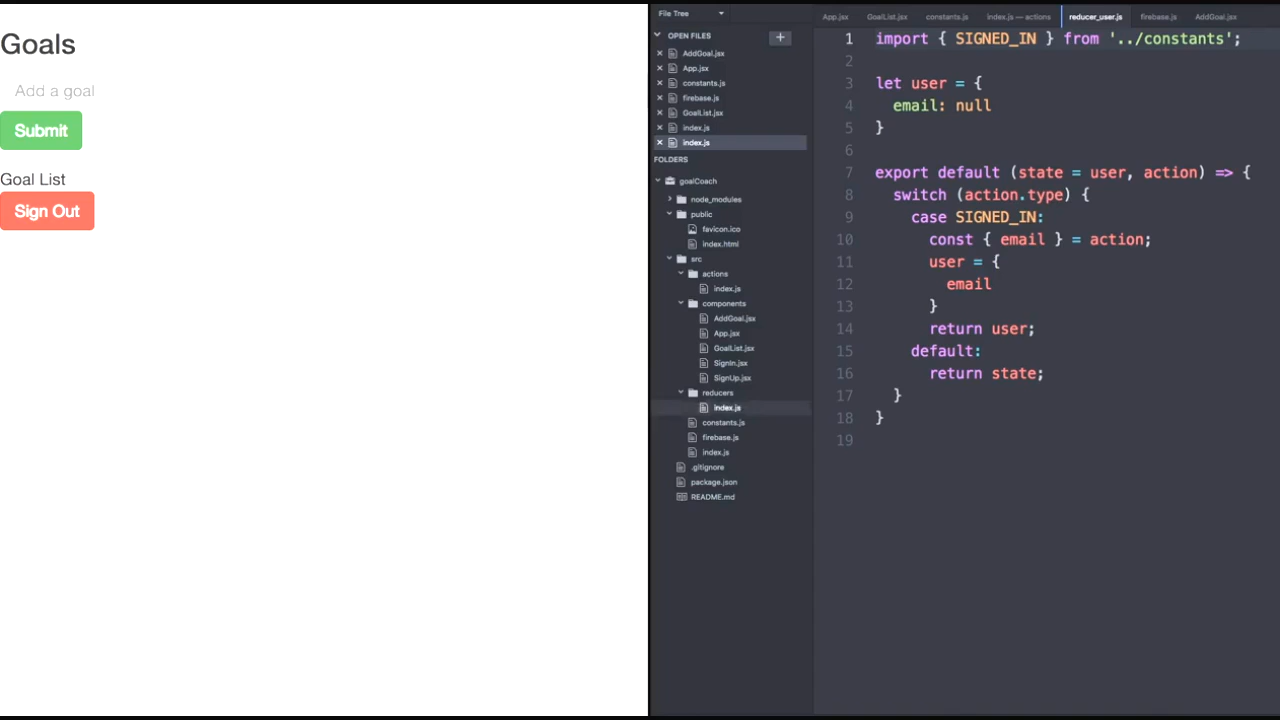 Goals
Add a goal
Submit
Goal List
Sign Out
File Tree
OPEN FILES
+
AddGoal.jsx
App.jsx
constants.js
firebase.js
GoalList.jsx
index.js
index.js
FOLDERS
goalCoach
node_modules
public
favicon.ico
index.html
src
actions
index.js
components
AddGoal.jsx
App.jsx
GoalList.jsx
SignIn.jsx
SignUp.jsx
reducers
index.js
constants.js
firebase.js
index.js
.gitignore
package.json
README.md
App.jsx GoalList.jsx constants.js index.js — actions reducer_user.js firebase.js AddGoal.jsx
1 import { SIGNED_IN } from '../constants';
2
3 let user = {
4 email: null
5 }
6
7 export default (state = user, action) => {
8 switch (action.type) {
9 case SIGNED_IN:
10 const { email } = action;
11 user = {
12 email
13 }
14 return user;
15 default:
16 return state;
17 }
18 }
19